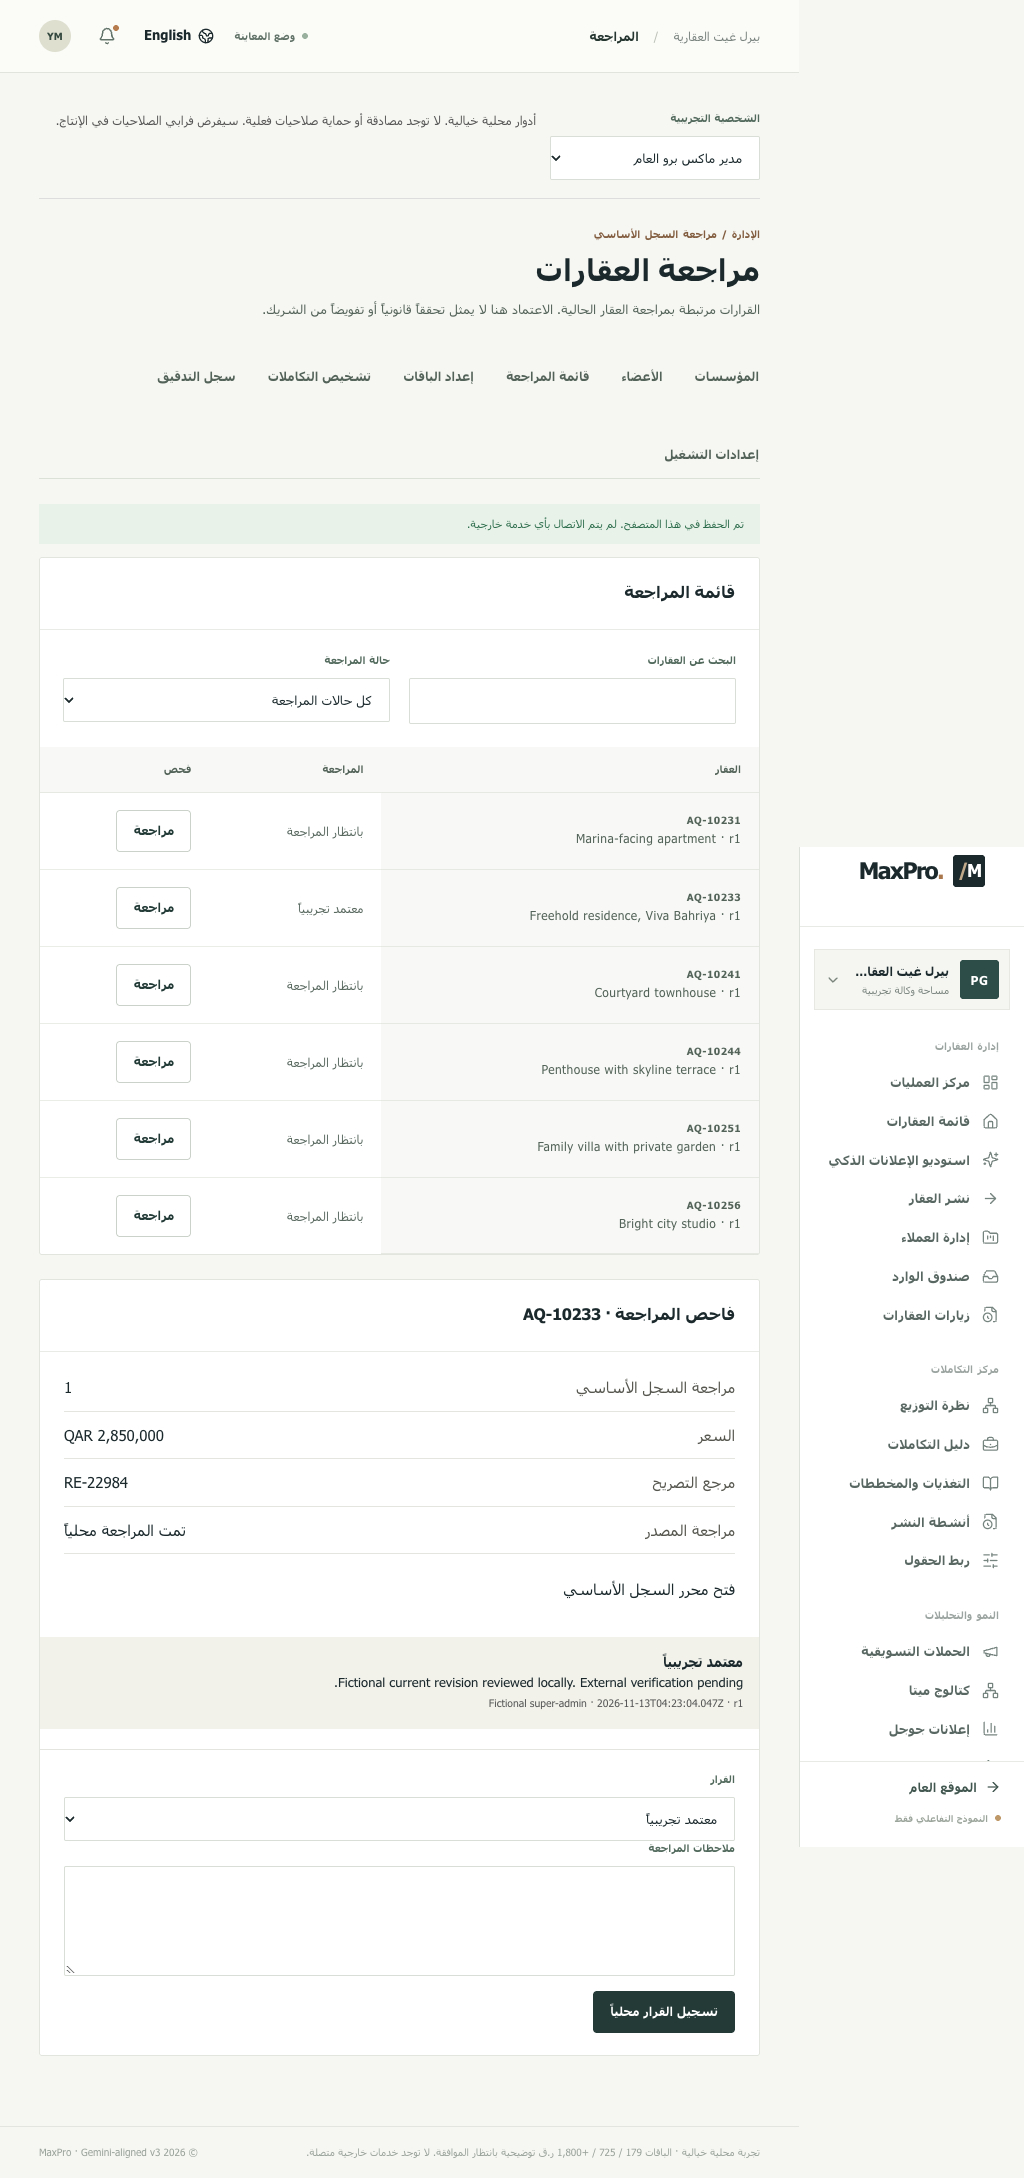 بيرل غيت العقارية / المراجعة
وضع المعاينة
English
YM
الشخصية التجريبية
مدير ماكس برو العام
أدوار محلية خيالية. لا توجد مصادقة أو حماية صلاحيات فعلية. سيفرض فرابي الصلاحيات في الإنتاج.
الإدارة / مراجعة السجل الأساسي
مراجعة العقارات
القرارات مرتبطة بمراجعة العقار الحالية. الاعتماد هنا لا يمثل تحققاً قانونياً أو تفويضاً من الشريك.
المؤسسات
الأعضاء
قائمة المراجعة
إعداد الباقات
تشخيص التكاملات
سجل التدقيق
إعدادات التشغيل
تم الحفظ في هذا المتصفح. لم يتم الاتصال بأي خدمة خارجية.
قائمة المراجعة
البحث عن العقارات
حالة المراجعة
كل حالات المراجعة
العقار المراجعة فحص
AQ-10231
Marina-facing apartment · r1
بانتظار المراجعة
مراجعة
AQ-10233
Freehold residence, Viva Bahriya · r1
معتمد تجريبياً
مراجعة
AQ-10241
Courtyard townhouse · r1
بانتظار المراجعة
مراجعة
AQ-10244
Penthouse with skyline terrace · r1
بانتظار المراجعة
مراجعة
AQ-10251
Family villa with private garden · r1
بانتظار المراجعة
مراجعة
AQ-10256
Bright city studio · r1
بانتظار المراجعة
مراجعة
فاحص المراجعة · AQ-10233
مراجعة السجل الأساسي 1
السعر QAR 2,850,000
مرجع التصريح RE-22984
مراجعة المصدر تمت المراجعة محلياً
فتح محرر السجل الأساسي
معتمد تجريبياً
Fictional current revision reviewed locally. External verification pending.
Fictional super-admin · 2026-11-13T04:23:04.047Z · r1
القرار
معتمد تجريبياً
ملاحظات المراجعة
تسجيل القرار محلياً
تجربة محلية خيالية · الباقات 179 / 725 / +1,800 ر.ق توضيحية بانتظار الموافقة. لا توجد خدمات خارجية متصلة.
MaxPro · Gemini-aligned v3 2026 ©
/M
MaxPro.
PG
بيرل غيت العقا...
مساحة وكالة تجريبية
إدارة العقارات
مركز العمليات
قائمة العقارات
استوديو الإعلانات الذكي
نشر العقار
إدارة العملاء
صندوق الوارد
زيارات العقارات
مركز التكاملات
نظرة التوزيع
دليل التكاملات
التغذيات والمخططات
أنشطة النشر
ربط الحقول
النمو والتحليلات
الحملات التسويقية
كتالوج ميتا
إعلانات جوجل
الموقع العام
النموذج التفاعلي فقط